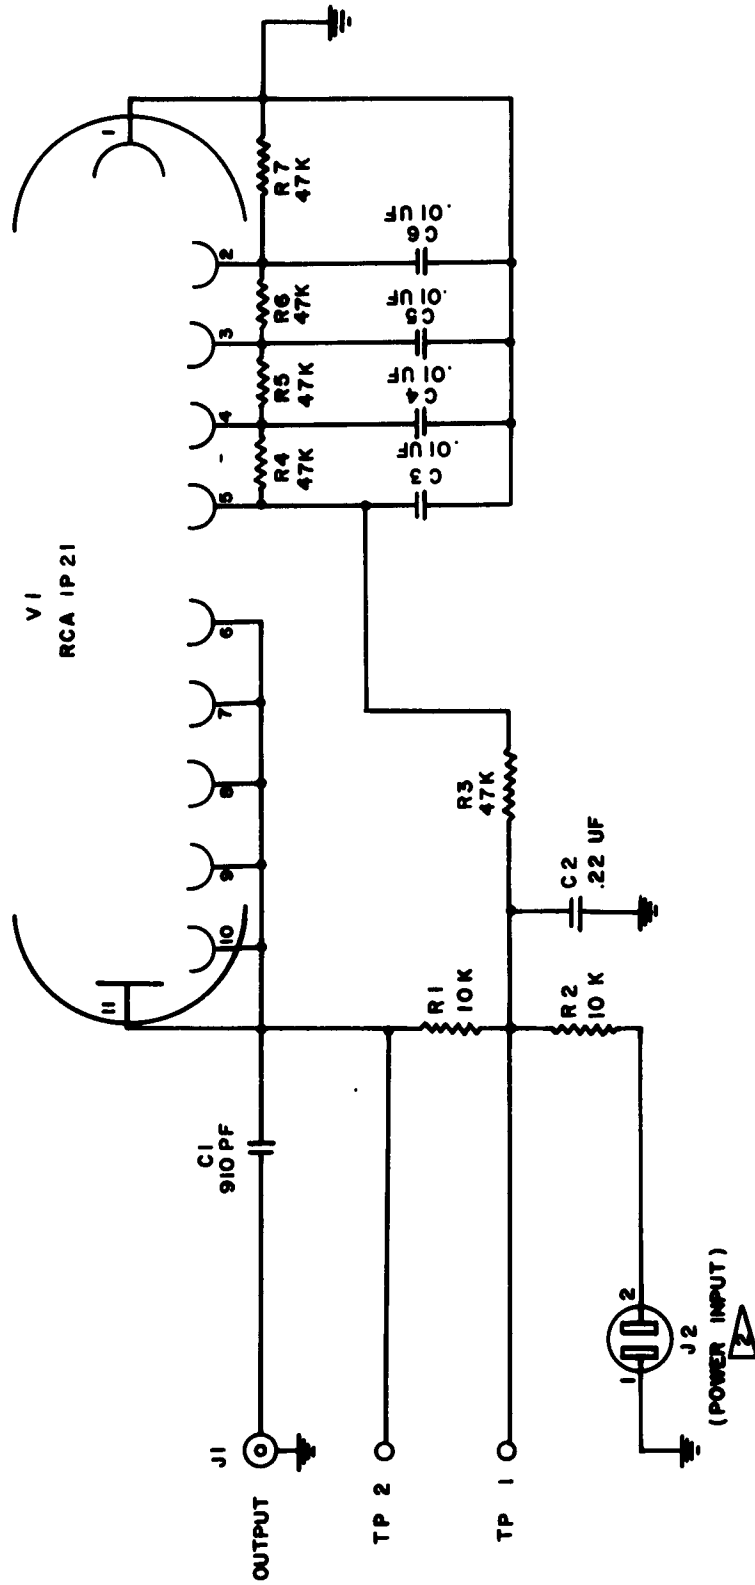 V1
RCA 1P21
1
2
3
4
5
6
7
8
9
10
11
R7
47K
R6
47K
R5
47K
R4
47K
C6
.01 UF
C5
.01 UF
C4
.01 UF
C3
.01 UF
R3
47K
C2
.22 UF
R1
10K
R2
10K
C1
910 PF
J1
OUTPUT
TP 2
TP 1
1
2
J2
(POWER INPUT)
2